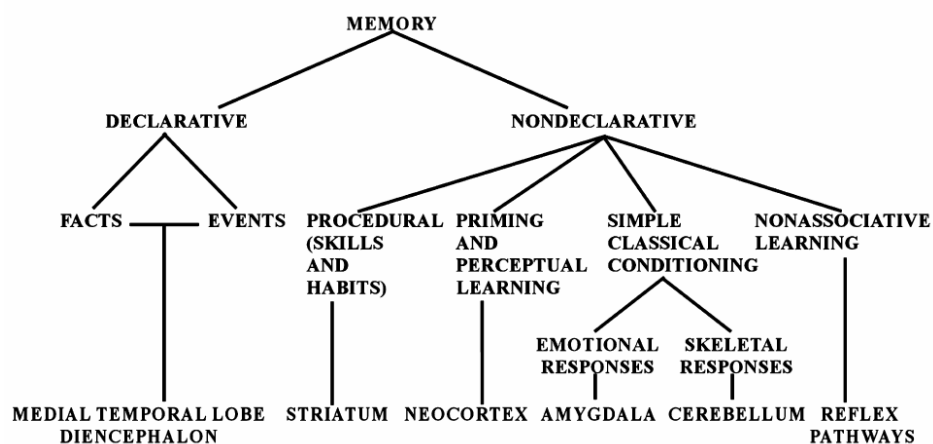 MEMORY
DECLARATIVE
NONDECLARATIVE
FACTS
EVENTS
PROCEDURAL
(SKILLS
AND
HABITS)
PRIMING
AND
PERCEPTUAL
LEARNING
SIMPLE
CLASSICAL
CONDITIONING
NONASSOCIATIVE
LEARNING
EMOTIONAL
RESPONSES
SKELETAL
RESPONSES
MEDIAL TEMPORAL LOBE
DIENCEPHALON
STRIATUM
NEOCORTEX
AMYGDALA
CEREBELLUM
REFLEX
PATHWAYS